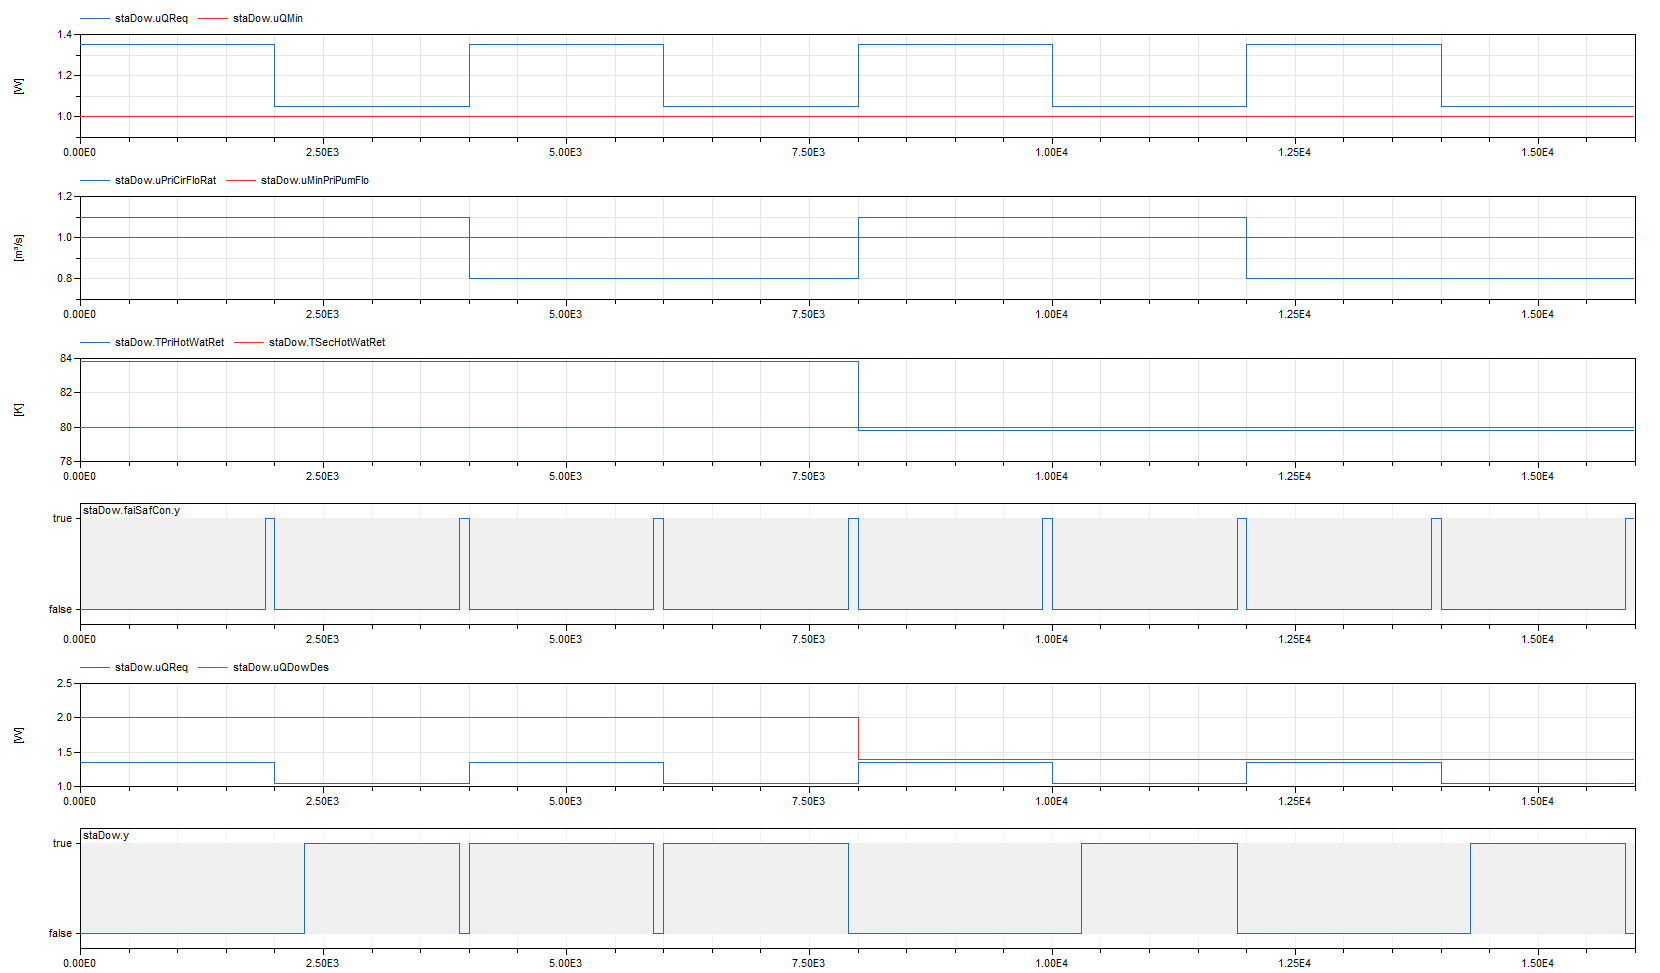 staDow.uQReq staDow.uQMin
1.4
1.2
1.0
[W]
0.00E0 2.50E3 5.00E3 7.50E3 1.00E4 1.25E4 1.50E4
staDow.uPriCirFloRat staDow.uMinPriPumFlo
1.2
1.0
0.8
[m³/s]
0.00E0 2.50E3 5.00E3 7.50E3 1.00E4 1.25E4 1.50E4
staDow.TPriHotWatRet staDow.TSecHotWatRet
84
82
80
78
[K]
0.00E0 2.50E3 5.00E3 7.50E3 1.00E4 1.25E4 1.50E4
staDow.faiSafCon.y
true
false
0.00E0 2.50E3 5.00E3 7.50E3 1.00E4 1.25E4 1.50E4
staDow.uQReq staDow.uQDowDes
2.5
2.0
1.5
1.0
[W]
0.00E0 2.50E3 5.00E3 7.50E3 1.00E4 1.25E4 1.50E4
staDow.y
true
false
0.00E0 2.50E3 5.00E3 7.50E3 1.00E4 1.25E4 1.50E4